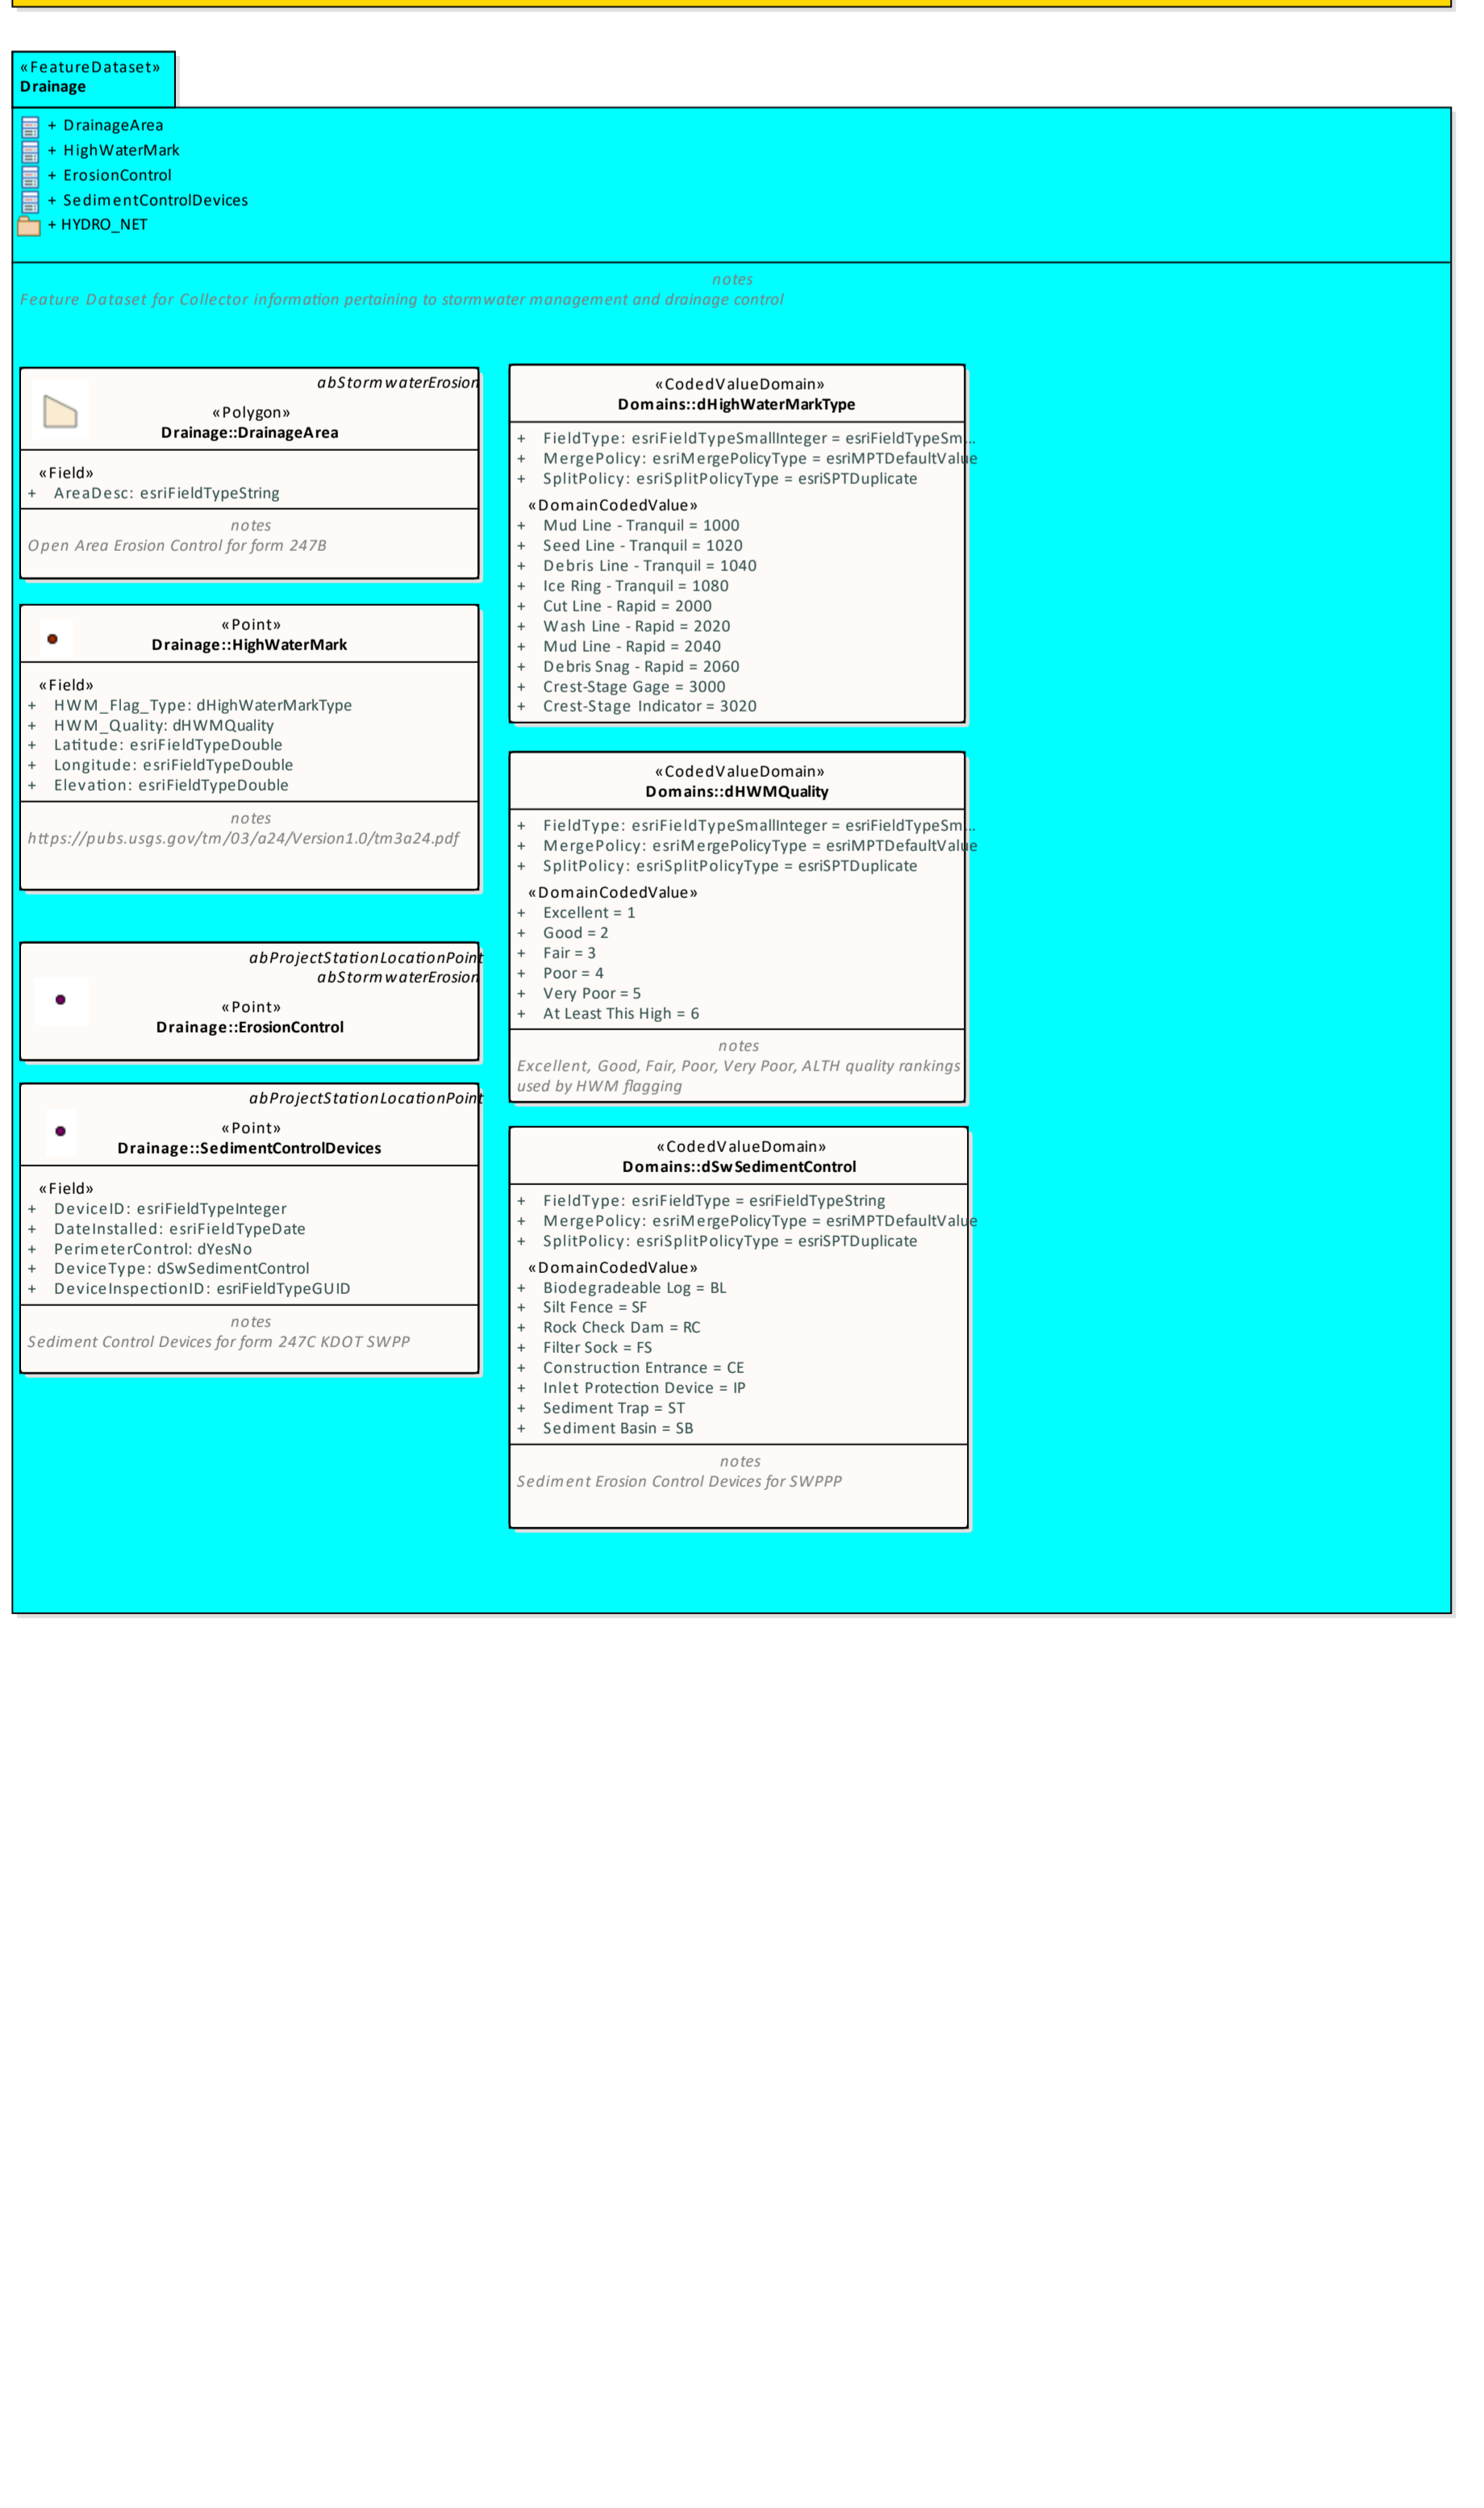 «FeatureDataset»
Drainage
+ DrainageArea
+ HighWaterMark
+ ErosionControl
+ SedimentControlDevices
+ HYDRO_NET
notes
Feature Dataset for Collector information pertaining to stormwater management and drainage control
abStormwaterErosion
«Polygon»
Drainage::DrainageArea
«Field»
+ AreaDesc: esriFieldTypeString
notes
Open Area Erosion Control for form 247B
«Point»
Drainage::HighWaterMark
«Field»
+ HWM_Flag_Type: dHighWaterMarkType
+ HWM_Quality: dHWMQuality
+ Latitude: esriFieldTypeDouble
+ Longitude: esriFieldTypeDouble
+ Elevation: esriFieldTypeDouble
notes
https://pubs.usgs.gov/tm/03/a24/Version1.0/tm3a24.pdf
abProjectStationLocationPoint
abStormwaterErosion
«Point»
Drainage::ErosionControl
abProjectStationLocationPoint
«Point»
Drainage::SedimentControlDevices
«Field»
+ DeviceID: esriFieldTypeInteger
+ DateInstalled: esriFieldTypeDate
+ PerimeterControl: dYesNo
+ DeviceType: dSwSedimentControl
+ DeviceInspectionID: esriFieldTypeGUID
notes
Sediment Control Devices for form 247C KDOT SWPP
«CodedValueDomain»
Domains::dHighWaterMarkType
+ FieldType: esriFieldTypeSmallInteger = esriFieldTypeSm...
+ MergePolicy: esriMergePolicyType = esriMPTDefaultValue
+ SplitPolicy: esriSplitPolicyType = esriSPTDuplicate
«DomainCodedValue»
+ Mud Line - Tranquil = 1000
+ Seed Line - Tranquil = 1020
+ Debris Line - Tranquil = 1040
+ Ice Ring - Tranquil = 1080
+ Cut Line - Rapid = 2000
+ Wash Line - Rapid = 2020
+ Mud Line - Rapid = 2040
+ Debris Snag - Rapid = 2060
+ Crest-Stage Gage = 3000
+ Crest-Stage Indicator = 3020
«CodedValueDomain»
Domains::dHWMQuality
+ FieldType: esriFieldTypeSmallInteger = esriFieldTypeSm...
+ MergePolicy: esriMergePolicyType = esriMPTDefaultValue
+ SplitPolicy: esriSplitPolicyType = esriSPTDuplicate
«DomainCodedValue»
+ Excellent = 1
+ Good = 2
+ Fair = 3
+ Poor = 4
+ Very Poor = 5
+ At Least This High = 6
notes
Excellent, Good, Fair, Poor, Very Poor, ALTH quality rankings
used by HWM flagging
«CodedValueDomain»
Domains::dSwSedimentControl
+ FieldType: esriFieldType = esriFieldTypeString
+ MergePolicy: esriMergePolicyType = esriMPTDefaultValue
+ SplitPolicy: esriSplitPolicyType = esriSPTDuplicate
«DomainCodedValue»
+ Biodegradeable Log = BL
+ Silt Fence = SF
+ Rock Check Dam = RC
+ Filter Sock = FS
+ Construction Entrance = CE
+ Inlet Protection Device = IP
+ Sediment Trap = ST
+ Sediment Basin = SB
notes
Sediment Erosion Control Devices for SWPPP